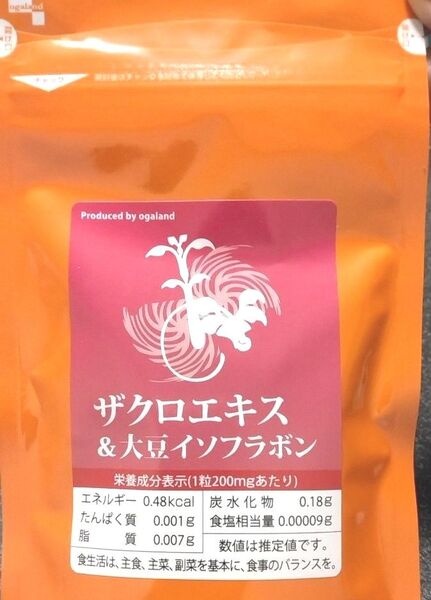 ogaland
チャック
Produced by ogaland
ザクロエキス
&大豆イソフラボン
栄養成分表示(1粒200mgあたり)
エネルギー 0.48kcal
たんぱく質 0.001g
脂質 0.007g
炭水化物 0.18g
食塩相当量 0.00009g
数値は推定値です。
食生活は、主食、主菜、副菜を基本に、食事のバランスを。